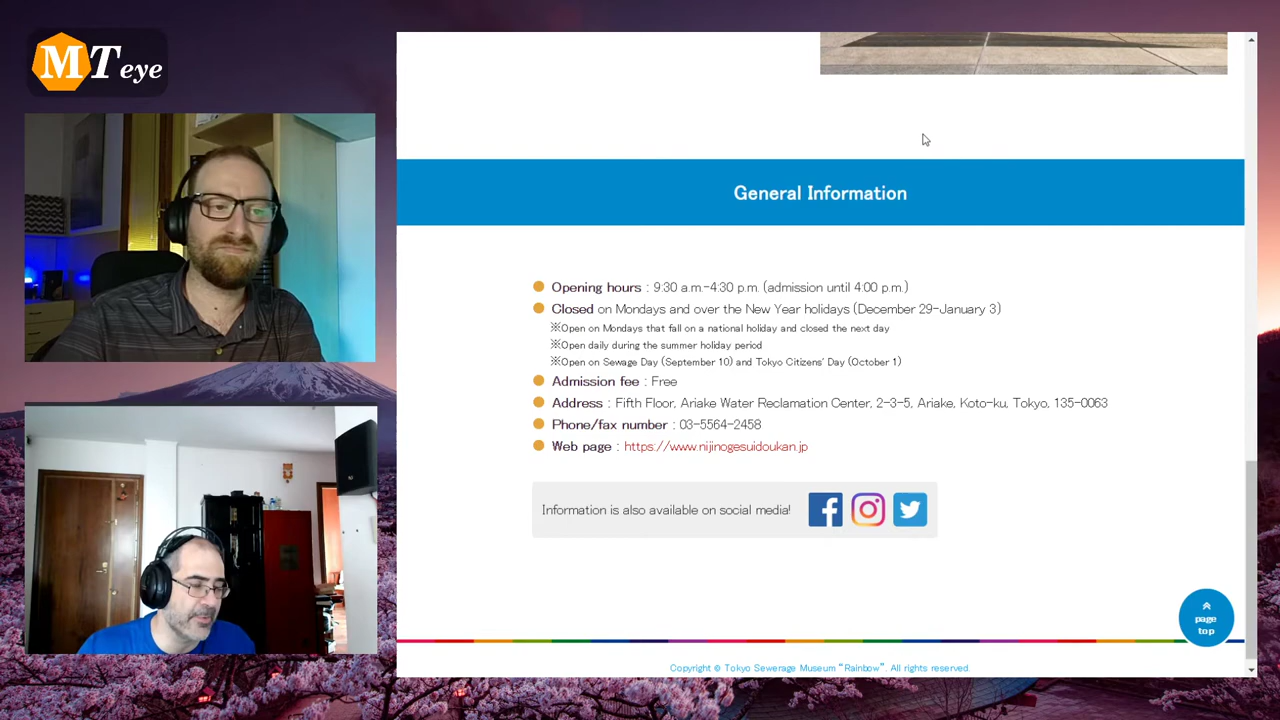 MT eye
General Information
Opening hours : 9:30 a.m.-4:30 p.m. (admission until 4:00 p.m.)
Closed on Mondays and over the New Year holidays (December 29-January 3)
※Open on Mondays that fall on a national holiday and closed the next day
※Open daily during the summer holiday period
※Open on Sewage Day (September 10) and Tokyo Citizens' Day (October 1)
Admission fee : Free
Address : Fifth Floor, Ariake Water Reclamation Center, 2-3-5, Ariake, Koto-ku, Tokyo, 135-0063
Phone/fax number : 03-5564-2458
Web page : https://www.nijinogesuidoukan.jp
Information is also available on social media!
page
top
Copyright © Tokyo Sewerage Museum “Rainbow”. All rights reserved.